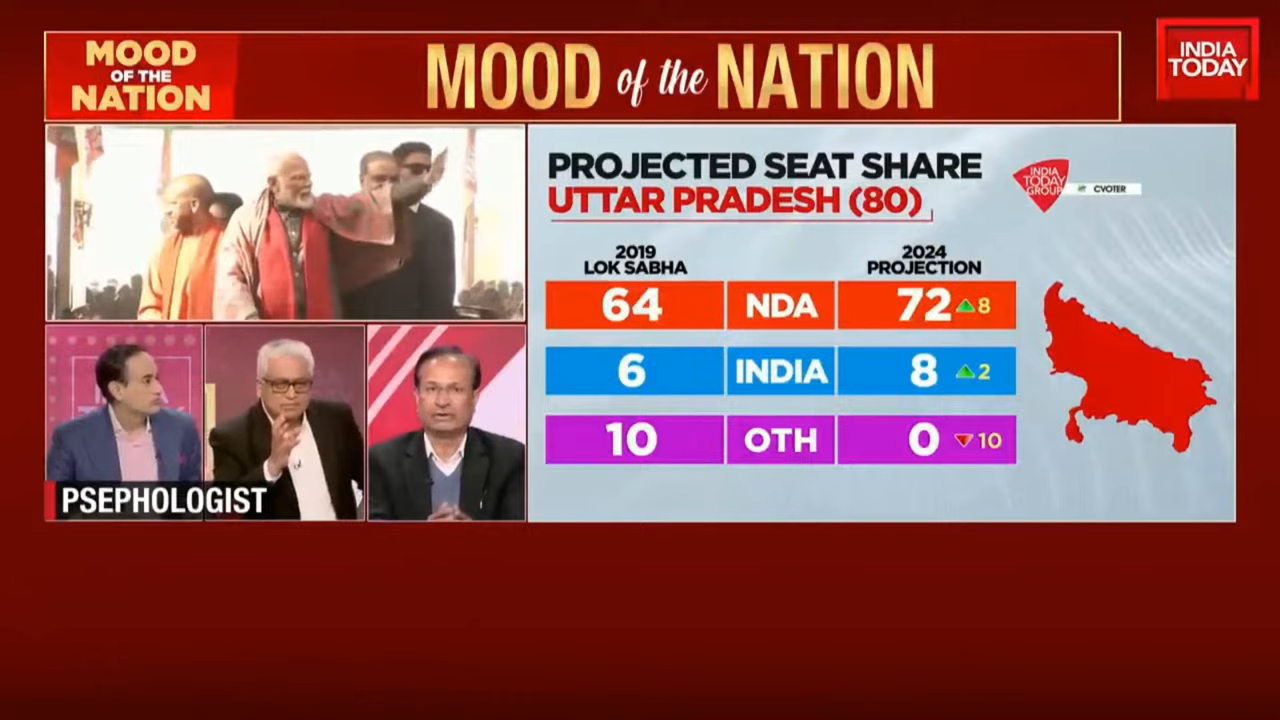 MOOD
OF THE
NATION
MOOD of the NATION
INDIA
TODAY
PROJECTED SEAT SHARE
UTTAR PRADESH (80)
INDIA
TODAY
GROUP
CVOTER
2019
LOK SABHA
2024
PROJECTION
64 NDA 72 8
6 INDIA 8 2
10 OTH 0 10
PSEPHOLOGIST